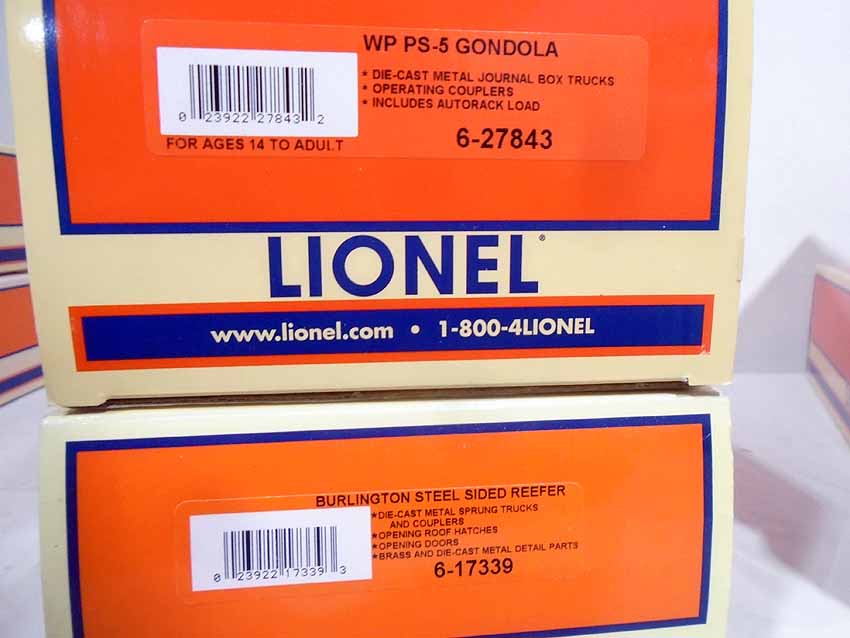 WP PS-5 GONDOLA
* DIE-CAST METAL JOURNAL BOX TRUCKS
* OPERATING COUPLERS
* INCLUDES AUTORACK LOAD
0 23922 27843 2
FOR AGES 14 TO ADULT
6-27843
LIONEL®
www.lionel.com • 1-800-4LIONEL
BURLINGTON STEEL SIDED REEFER
★DIE-CAST METAL SPRUNG TRUCKS
AND COUPLERS
★OPENING ROOF HATCHES
★OPENING DOORS
★BRASS AND DIE-CAST METAL DETAIL PARTS
0 23922 17339 3
6-17339